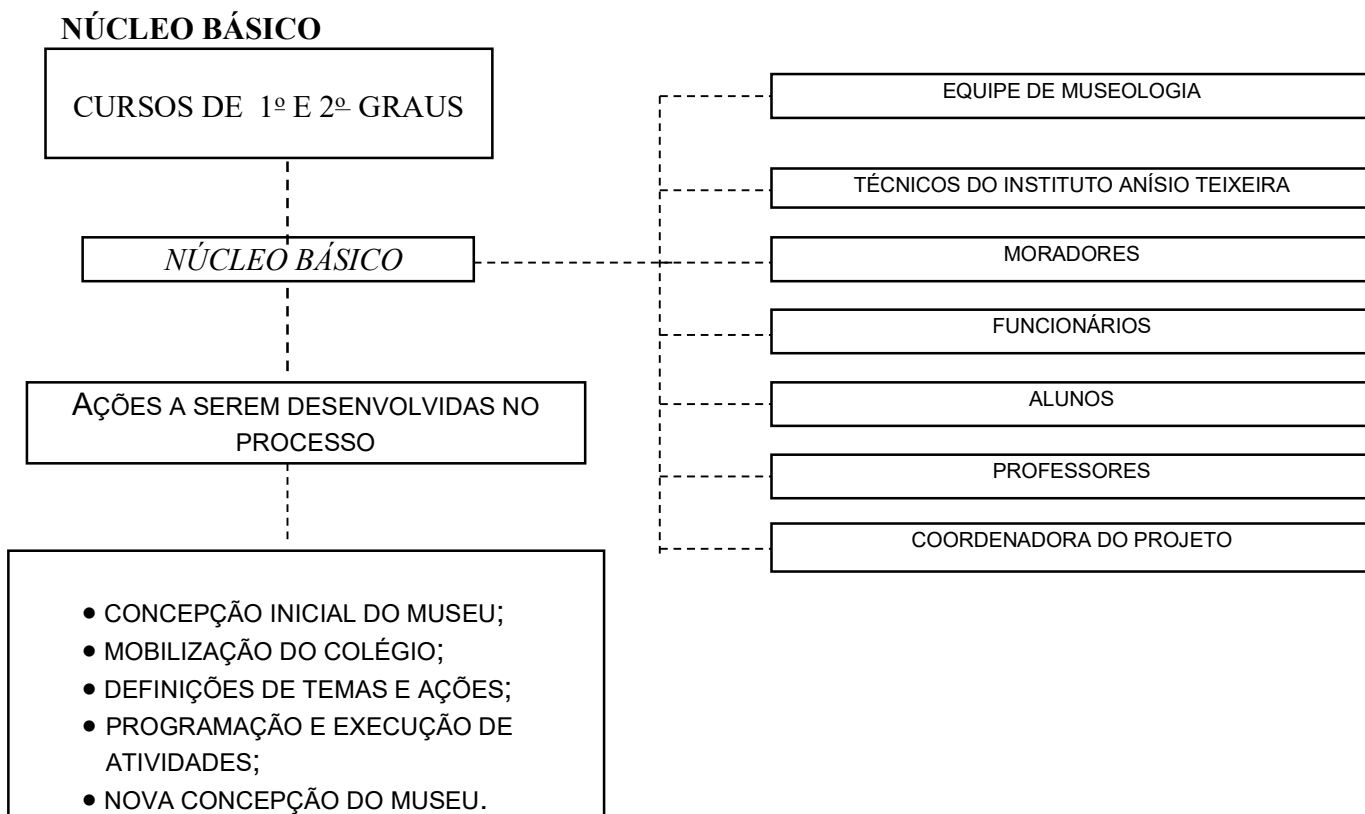 NÚCLEO BÁSICO
CURSOS DE 1º E 2º GRAUS
NÚCLEO BÁSICO
AÇÕES A SEREM DESENVOLVIDAS NO
PROCESSO
• CONCEPÇÃO INICIAL DO MUSEU;
• MOBILIZAÇÃO DO COLÉGIO;
• DEFINIÇÕES DE TEMAS E AÇÕES;
• PROGRAMAÇÃO E EXECUÇÃO DE
ATIVIDADES;
• NOVA CONCEPÇÃO DO MUSEU.
EQUIPE DE MUSEOLOGIA
TÉCNICOS DO INSTITUTO ANÍSIO TEIXEIRA
MORADORES
FUNCIONÁRIOS
ALUNOS
PROFESSORES
COORDENADORA DO PROJETO